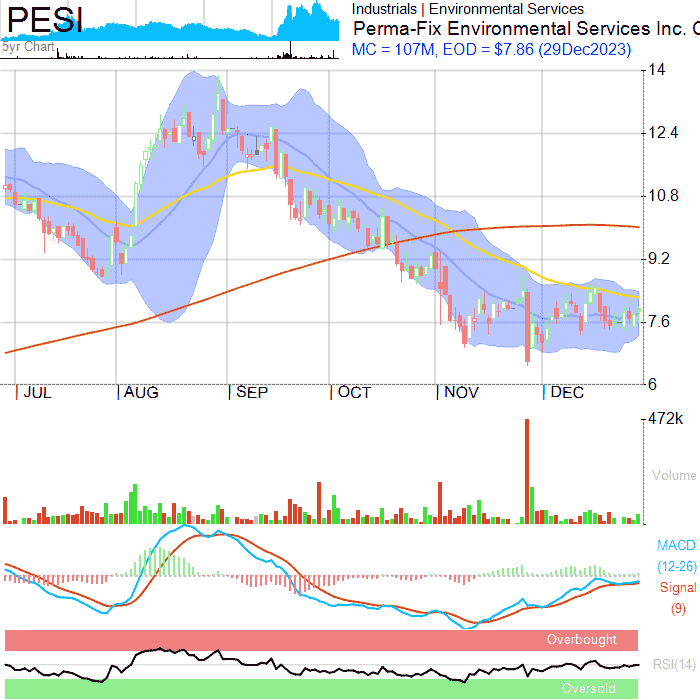 PESI
5yr Chart
Industrials | Environmental Services
Perma-Fix Environmental Services Inc. C
MC = 107M, EOD = $7.86 (29Dec2023)
14
12.4
10.8
9.2
7.6
6
JUL AUG SEP OCT NOV DEC
472k
Volume
MACD
(12-26)
Signal
(9)
Overbought
RSI(14)
Oversold